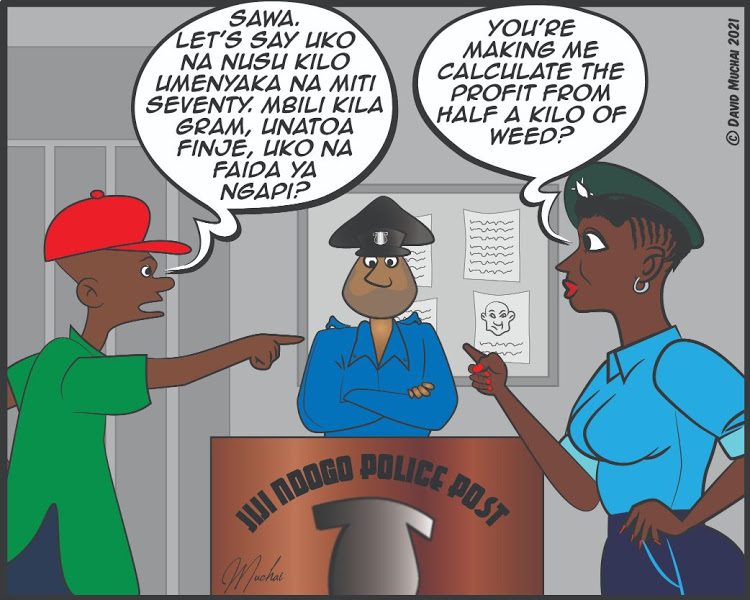 SAWA.
LET'S SAY UKO
NA NUSU KILO
UMENYAKA NA MITI
SEVENTY. MBILI KILA
GRAM, UNATOA
FINJE, UKO NA
FAIDA YA
NGAPI?
YOU'RE
MAKING ME
CALCULATE THE
PROFIT FROM
HALF A KILO OF
WEED?
© DAVID MUCHAI 2021
JIJI NDOGO POLICE POST
Muchai